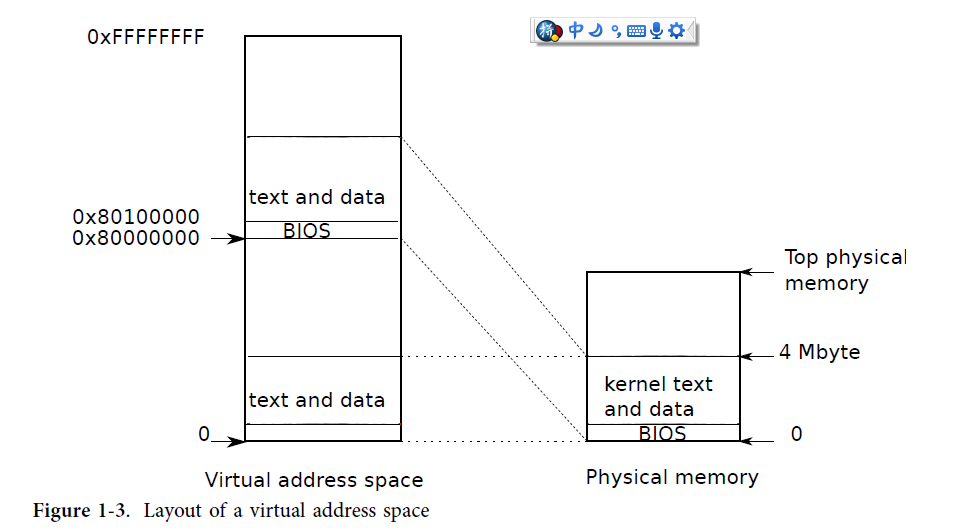 0xFFFFFFFF
拼 中
text and data
0x80100000
BIOS
0x80000000
Top physical
memory
4 Mbyte
text and data
kernel text
and data
BIOS
0
0
Virtual address space
Physical memory
Figure 1-3. Layout of a virtual address space